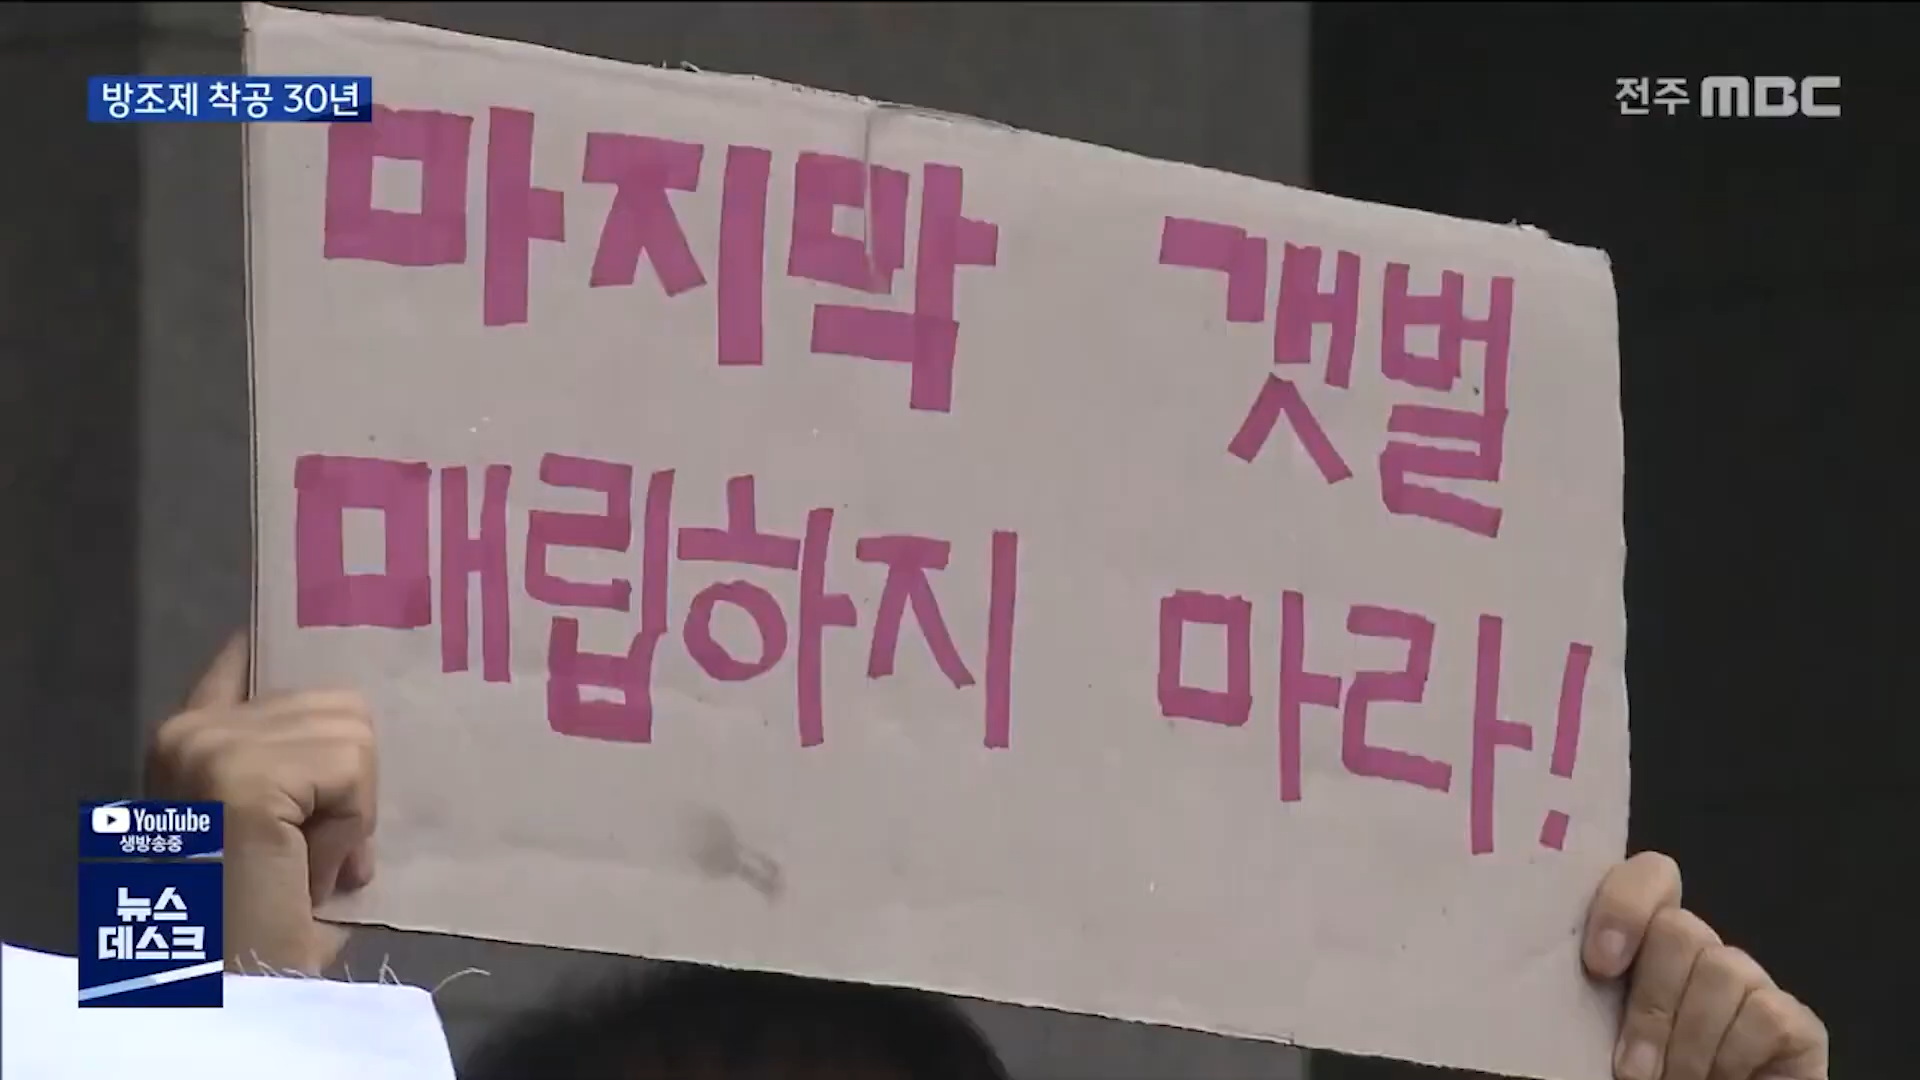 방조제 착공 30년
전주 MBC
마지막 갯벌
매립하지 마라!
YouTube
생방송중
뉴스
데스크